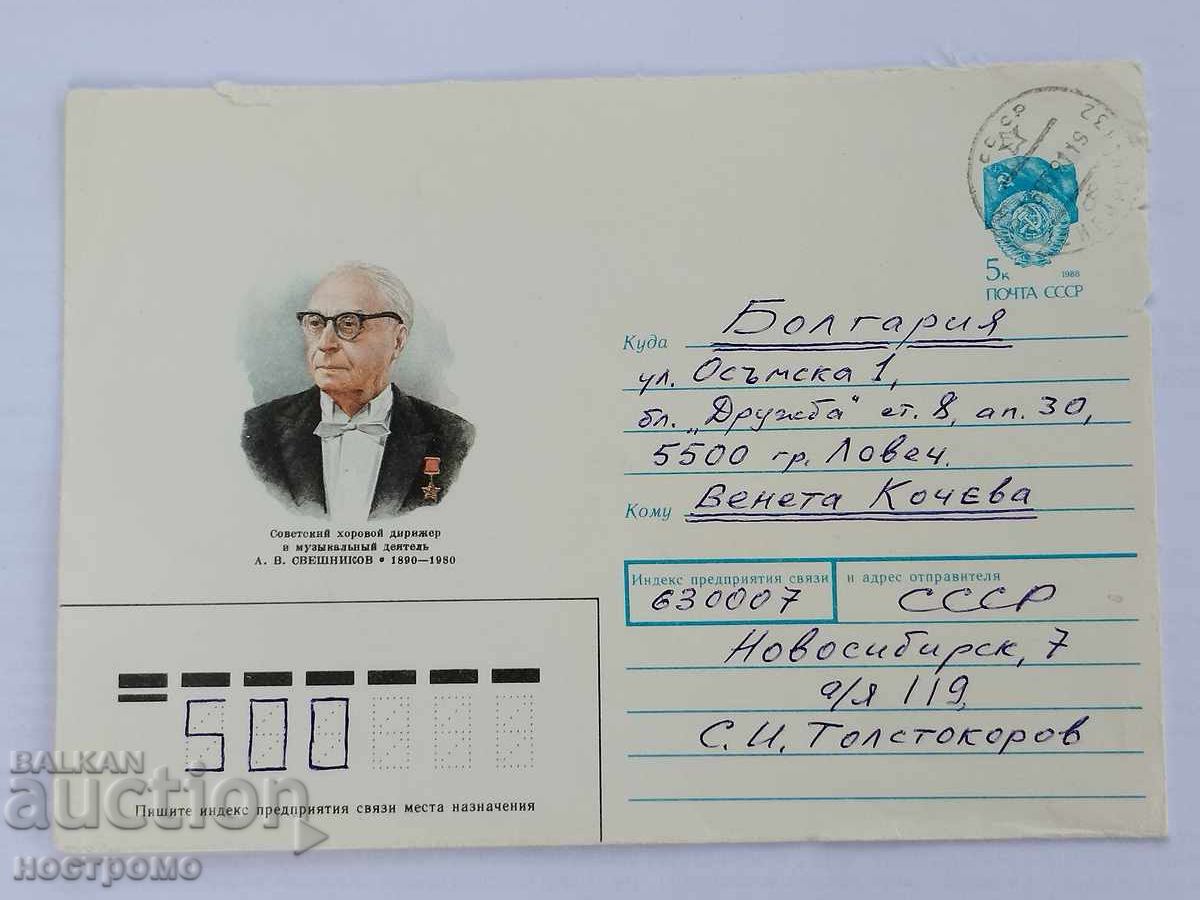 СССР
5к 1988
ПОЧТА СССР
Куда Болгария
ул. Осъмска 1,
бл. „Дружба" ет. 8, ап. 30,
5500 гр. Ловеч.
Кому Венета Кочева
Советский хоровой дирижер
и музыкальный деятель
А. В. СВЕШНИКОВ • 1890—1980
Индекс предприятия связи и адрес отправителя
630007 СССР
Новосибирск, 7
а/я 119,
С. И. Толстокоров
500
Пишите индекс предприятия связи места назначения
BALKAN
auction
ностромо